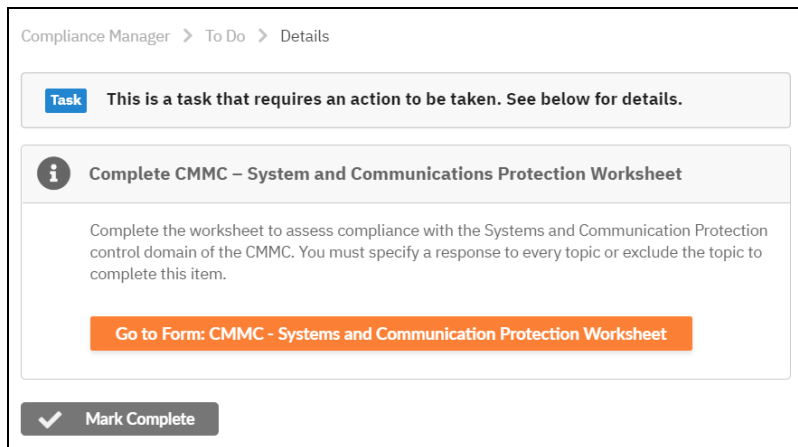 Compliance Manager > To Do > Details
Task This is a task that requires an action to be taken. See below for details.
Complete CMMC – System and Communications Protection Worksheet
Complete the worksheet to assess compliance with the Systems and Communication Protection
control domain of the CMMC. You must specify a response to every topic or exclude the topic to
complete this item.
Go to Form: CMMC - Systems and Communication Protection Worksheet
Mark Complete